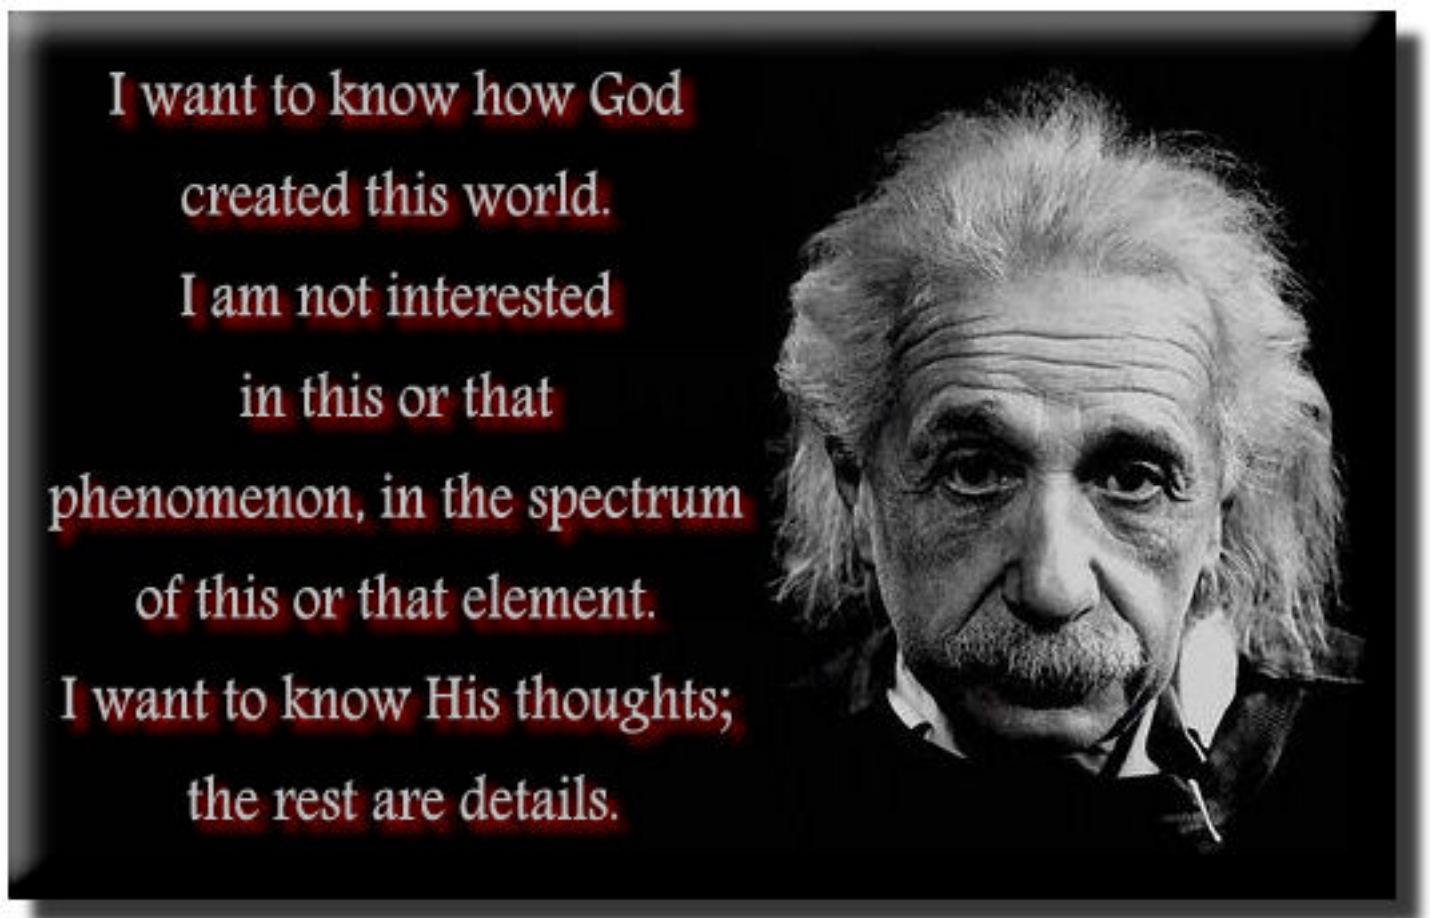 I want to know how God
created this world.
I am not interested
in this or that
phenomenon, in the spectrum
of this or that element.
I want to know His thoughts;
the rest are details.